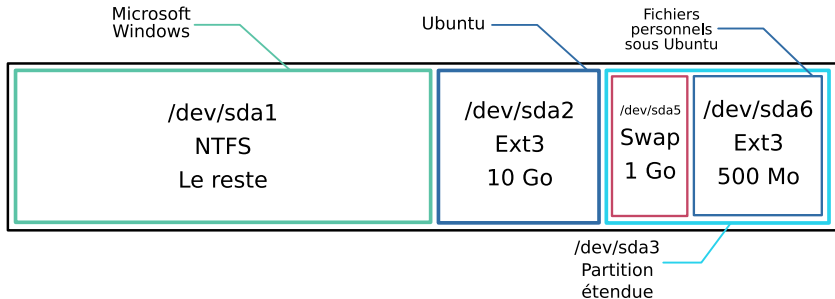 Microsoft
Windows
Ubuntu
Fichiers
personnels
sous Ubuntu
/dev/sda1
NTFS
Le reste
/dev/sda2
Ext3
10 Go
/dev/sda5
Swap
1 Go
/dev/sda6
Ext3
500 Mo
/dev/sda3
Partition
étendue